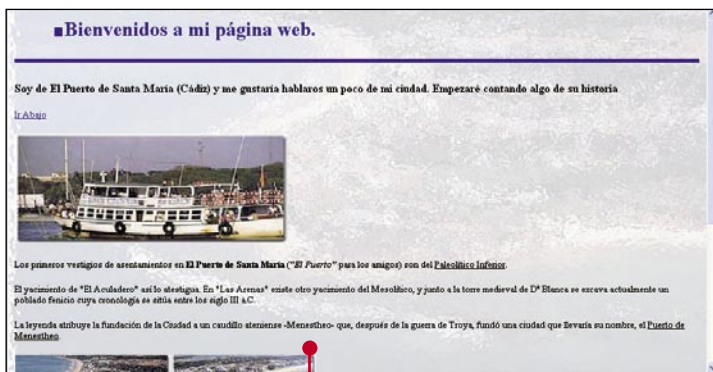 ■Bienvenidos a mi página web.
Soy de El Puerto de Santa María (Cádiz) y me gustaría hablaros un poco de mi ciudad. Empezaré contando algo de su historia
Ir Abajo
Los primeros vestigios de asentamientos en El Puerto de Santa María ("El Puerto" para los amigos) son del Paleolítico Inferior.
El yacimiento de "El Aculadero" así lo atestigua. En "Las Arenas" existe otro yacimiento del Mesolítico, y junto a la torre medieval de Dª Blanca se excava actualmente un
poblado fenicio cuya cronología se sitúa entre los siglo III a.C.
La leyenda atribuye la fundación de la Ciudad a un caudillo ateniense -Menestheo- que, después de la guerra de Troya, fundó una ciudad que llevaría su nombre, el Puerto de
Menestheo.